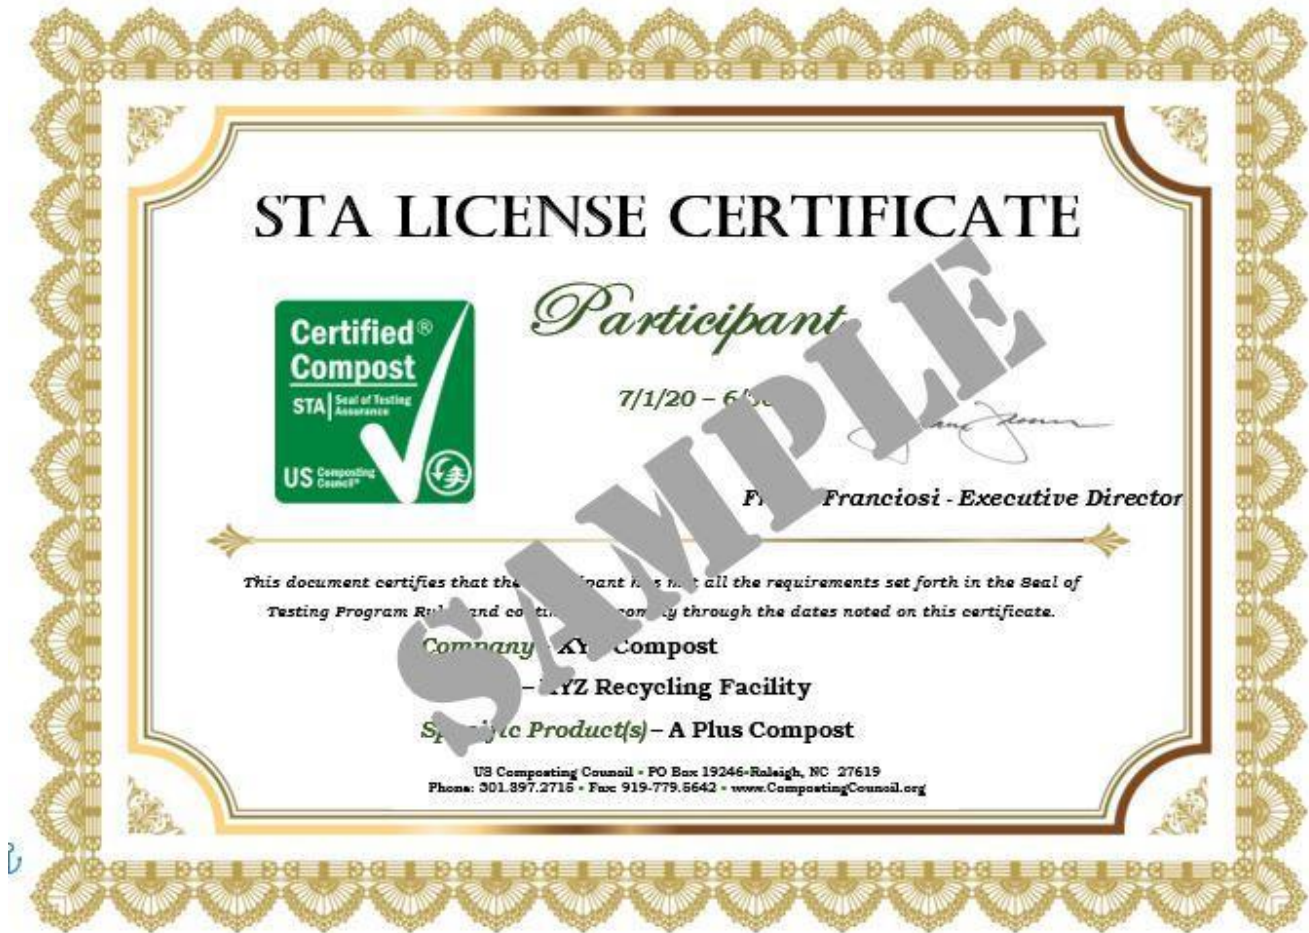 STA LICENSE CERTIFICATE
Certified®
Compost
STA Seal of Testing
Assurance
US Composting
Council®
Participant
7/1/20 –
Franciosi - Executive Director
SAMPLE
This document certifies that the all the requirements set forth in the Seal of
Testing Program and through the dates noted on this certificate.
Company Compost
– XYZ Recycling Facility
Specific Product(s) – A Plus Compost
US Composting Council • PO Box 19246•Raleigh, NC 27619
Phone: 301.897.2715 • Fax: 919-779.5642 • www.CompostingCouncil.org